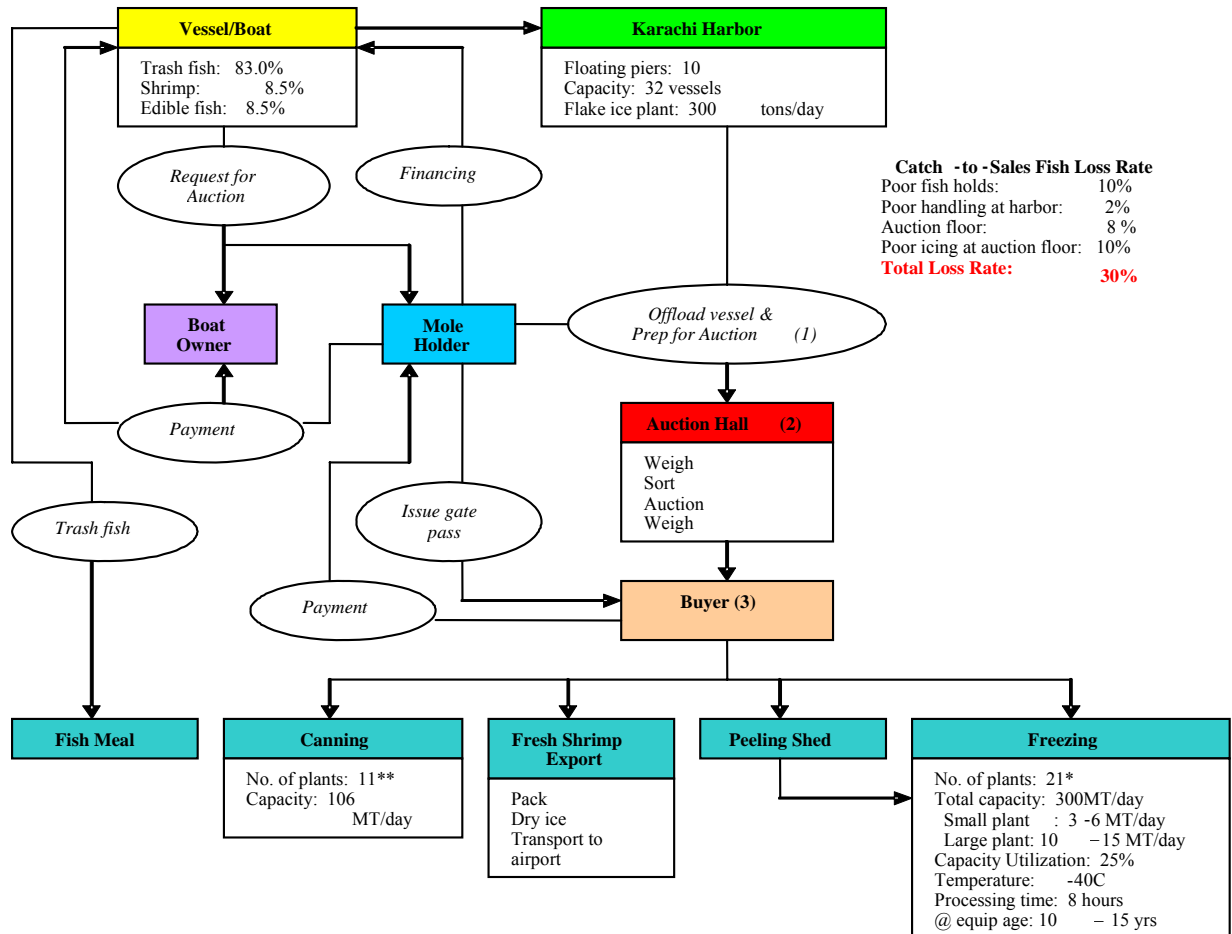 Vessel/Boat
Trash fish: 83.0%
Shrimp: 8.5%
Edible fish: 8.5%
Karachi Harbor
Floating piers: 10
Capacity: 32 vessels
Flake ice plant: 300 tons/day
Catch -to -Sales Fish Loss Rate
Poor fish holds: 10%
Poor handling at harbor: 2%
Auction floor: 8 %
Poor icing at auction floor: 10%
Total Loss Rate: 30%
Request for
Auction
Financing
Boat
Owner
Mole
Holder
Offload vessel &
Prep for Auction (1)
Payment
Auction Hall (2)
Weigh
Sort
Auction
Weigh
Trash fish
Issue gate
pass
Payment
Buyer (3)
Fish Meal
Canning
No. of plants: 11**
Capacity: 106
MT/day
Fresh Shrimp
Export
Pack
Dry ice
Transport to
airport
Peeling Shed
Freezing
No. of plants: 21*
Total capacity: 300MT/day
Small plant : 3 -6 MT/day
Large plant: 10 –15 MT/day
Capacity Utilization: 25%
Temperature: -40C
Processing time: 8 hours
@ equip age: 10 – 15 yrs